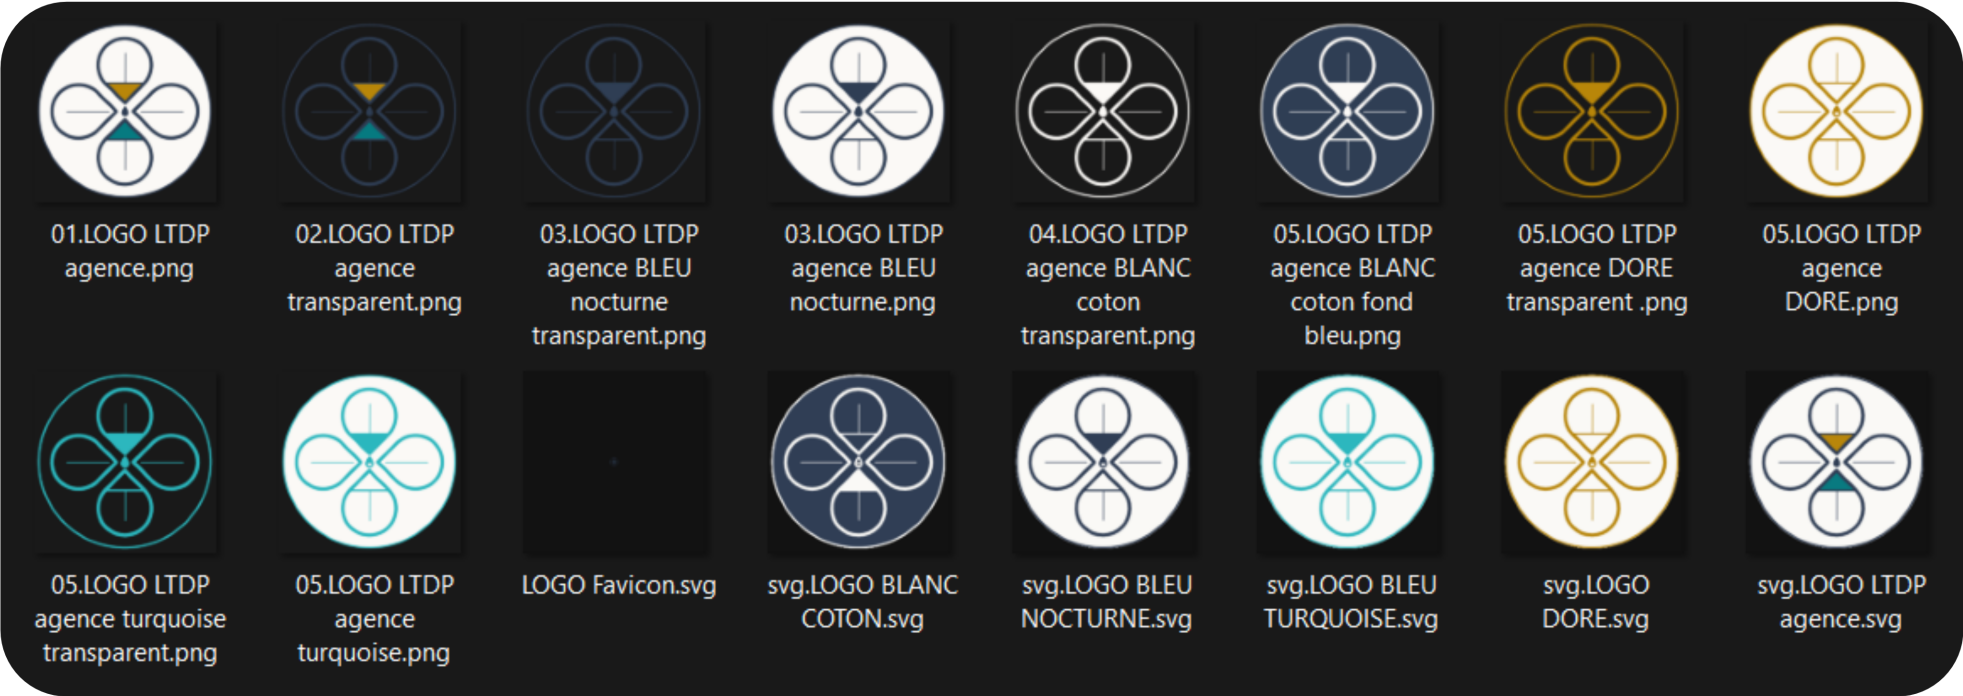 01.LOGO LTDP
agence.png
02.LOGO LTDP
agence
transparent.png
03.LOGO LTDP
agence BLEU
nocturne
transparent.png
03.LOGO LTDP
agence BLEU
nocturne.png
04.LOGO LTDP
agence BLANC
coton
transparent.png
05.LOGO LTDP
agence BLANC
coton fond
bleu.png
05.LOGO LTDP
agence DORE
transparent .png
05.LOGO LTDP
agence
DORE.png
05.LOGO LTDP
agence turquoise
transparent.png
05.LOGO LTDP
agence
turquoise.png
LOGO Favicon.svg
svg.LOGO BLANC
COTON.svg
svg.LOGO BLEU
NOCTURNE.svg
svg.LOGO BLEU
TURQUOISE.svg
svg.LOGO
DORE.svg
svg.LOGO LTDP
agence.svg